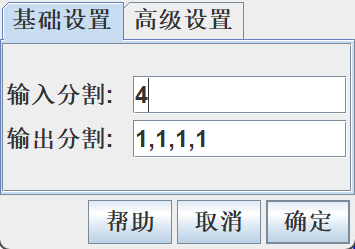 基础设置 高级设置
输入分割: 4
输出分割: 1,1,1,1
帮助 取消 确定